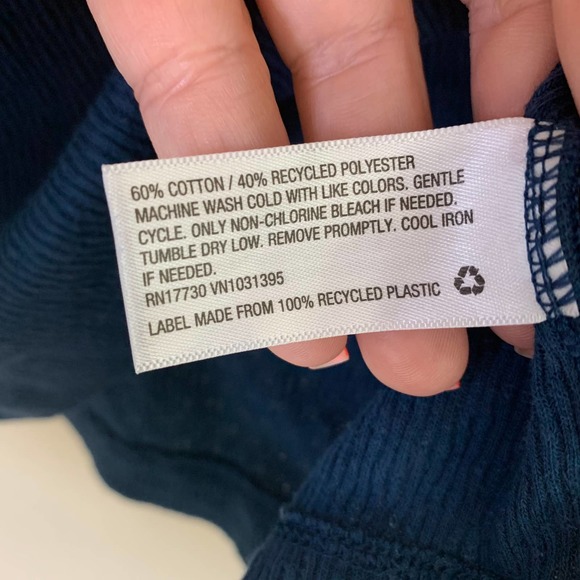 60% COTTON / 40% RECYCLED POLYESTER
MACHINE WASH COLD WITH LIKE COLORS. GENTLE
CYCLE. ONLY NON-CHLORINE BLEACH IF NEEDED.
TUMBLE DRY LOW. REMOVE PROMPTLY. COOL IRON
IF NEEDED.
RN17730 VN1031395
LABEL MADE FROM 100% RECYCLED PLASTIC